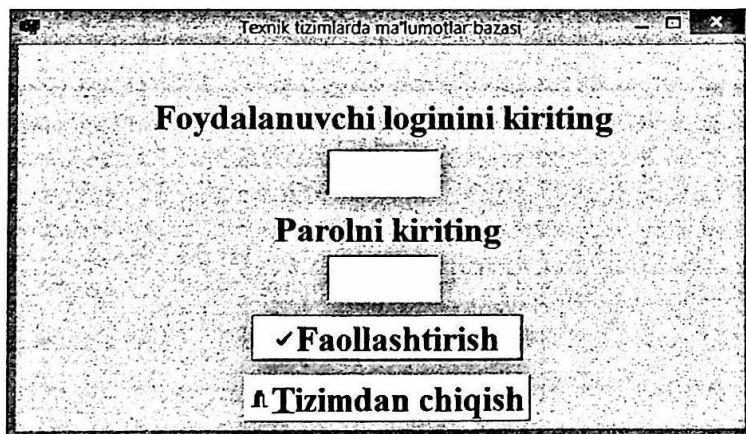 Texnik tizimlarda ma'lumotlar bazasi
Foydalanuvchi loginini kiriting
Parolni kiriting
Faollashtirish
Tizimdan chiqish